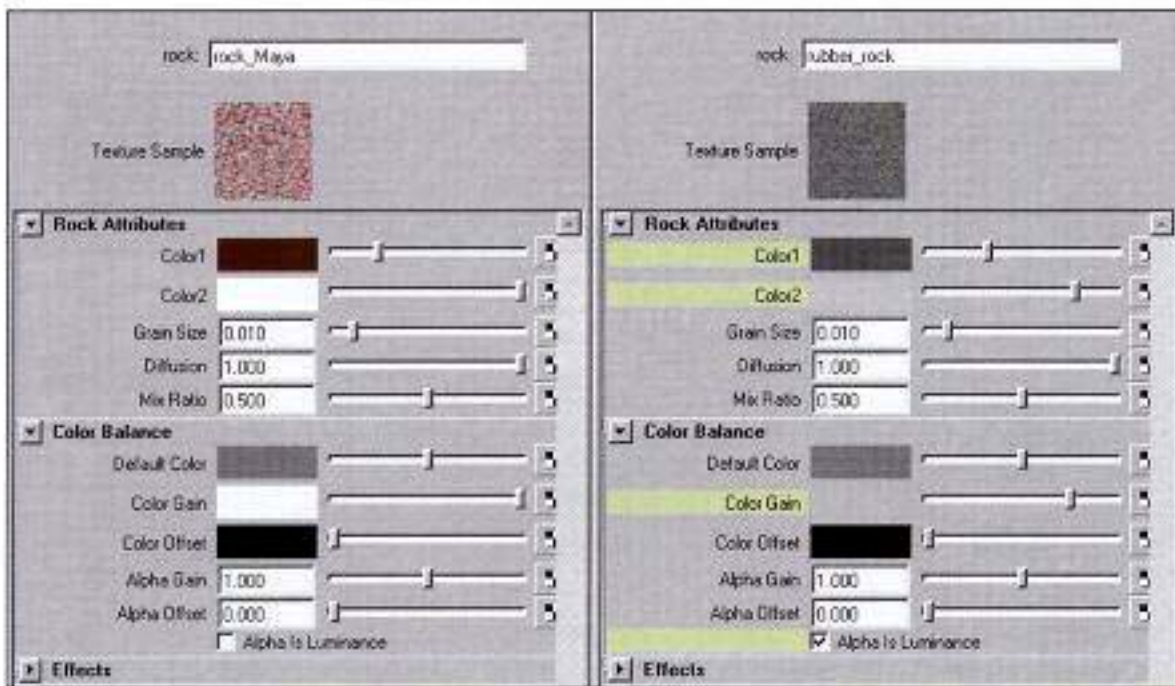 rock: rock_Maya
Texture Sample
Rock Attributes
Color1
Color2
Grain Size 0.010
Diffusion 1.000
Mix Ratio 0.500
Color Balance
Default Color
Color Gain
Color Offset
Alpha Gain 1.000
Alpha Offset 0.000
Alpha Is Luminance
Effects
rock: rubber_rock
Texture Sample
Rock Attributes
Color1
Color2
Grain Size 0.010
Diffusion 1.000
Mix Ratio 0.500
Color Balance
Default Color
Color Gain
Color Offset
Alpha Gain 1.000
Alpha Offset 0.000
Alpha Is Luminance
Effects